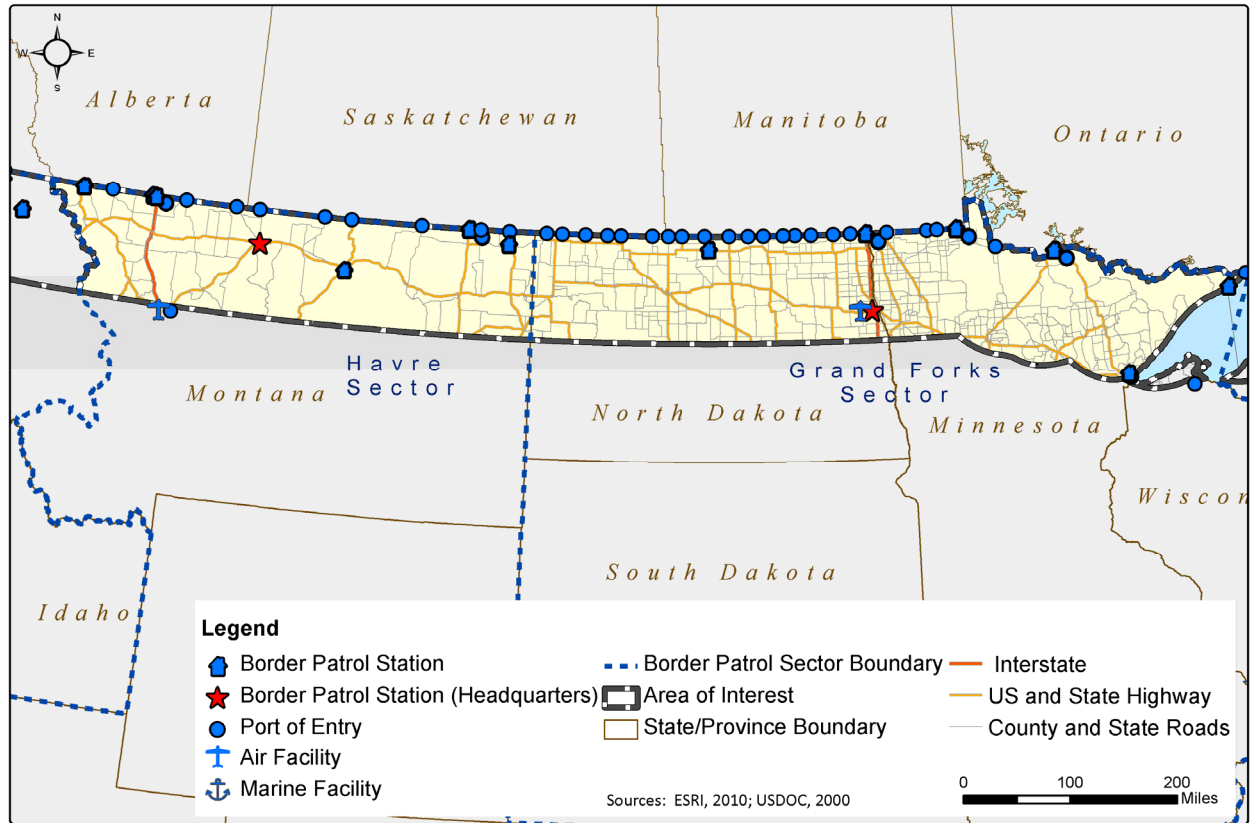 N
W E
S
Alberta
Saskatchewan
Manitoba
Ontario
Havre
Sector
Grand Forks
Sector
Montana
North Dakota
Minnesota
Wiscon
South Dakota
Idaho
Legend
Border Patrol Station
Border Patrol Station (Headquarters)
Port of Entry
Air Facility
Marine Facility
Border Patrol Sector Boundary
Area of Interest
State/Province Boundary
Interstate
US and State Highway
County and State Roads
Sources: ESRI, 2010; USDOC, 2000
0 100 200
Miles